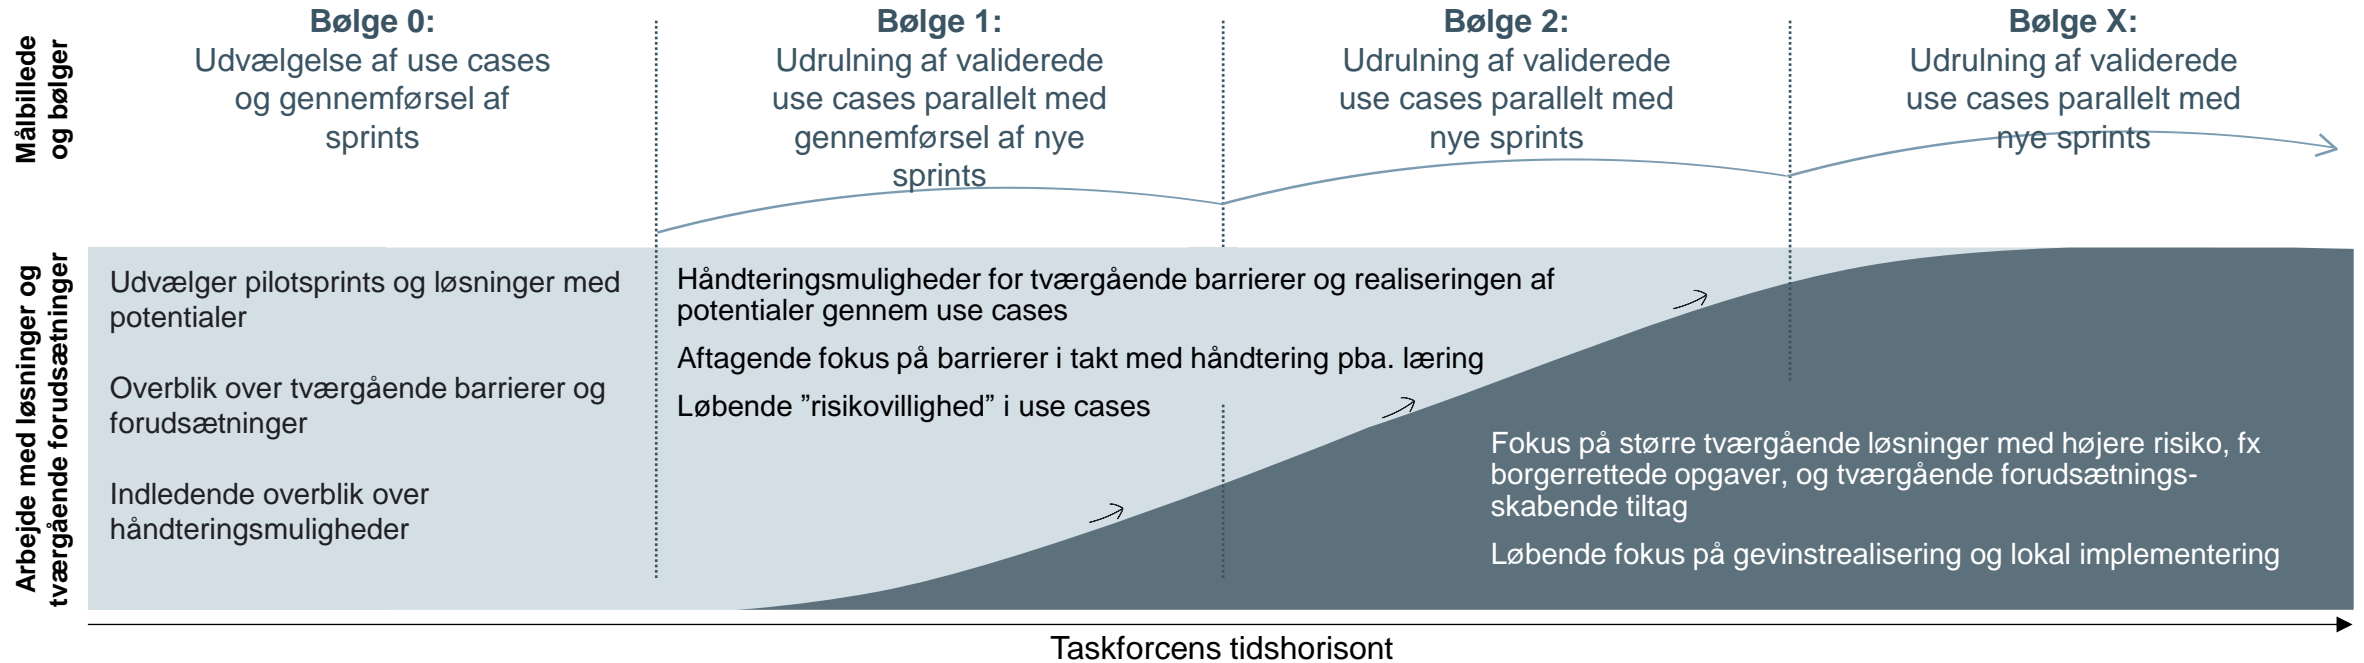 Målbillede
og bølger
Bølge 0:
Udvælgelse af use cases
og gennemførsel af
sprints
Bølge 1:
Udrulning af validerede
use cases parallelt med
gennemførsel af nye
sprints
Bølge 2:
Udrulning af validerede
use cases parallelt med
nye sprints
Bølge X:
Udrulning af validerede
use cases parallelt med
nye sprints
Arbejde med løsninger og
tværgående forudsætninger
Udvælger pilotsprints og løsninger med
potentialer
Overblik over tværgående barrierer og
forudsætninger
Indledende overblik over
håndteringsmuligheder
Håndteringsmuligheder for tværgående barrierer og realiseringen af
potentialer gennem use cases
Aftagende fokus på barrierer i takt med håndtering pba. læring
Løbende ”risikovillighed” i use cases
Fokus på større tværgående løsninger med højere risiko, fx
borgerrettede opgaver, og tværgående forudsætnings-
skabende tiltag
Løbende fokus på gevinstrealisering og lokal implementering
Taskforcens tidshorisont